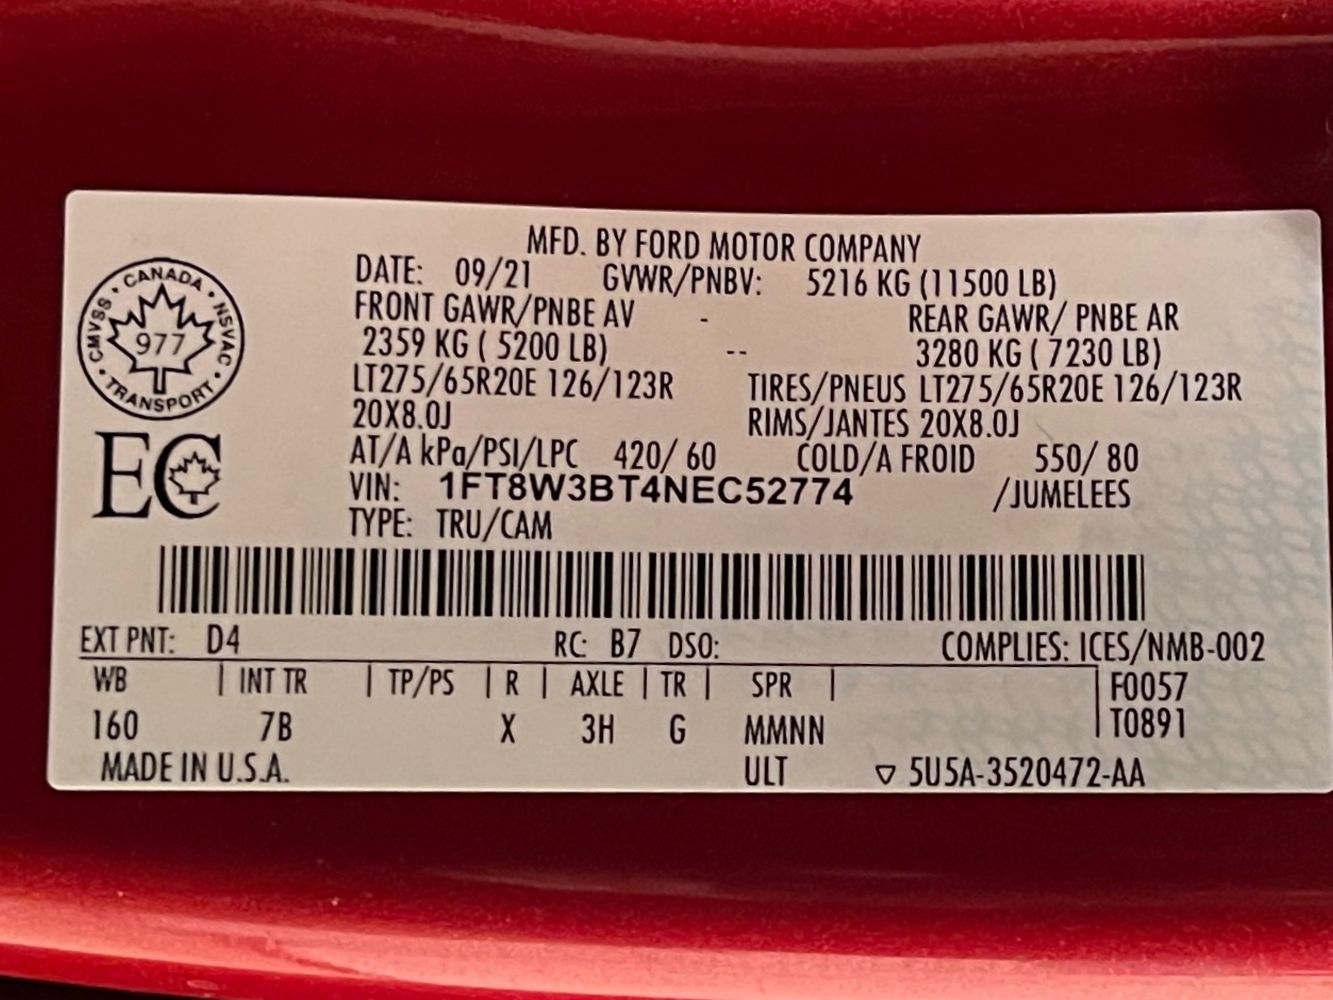 MFD. BY FORD MOTOR COMPANY
DATE: 09/21 GVWR/PNBV: 5216 KG (11500 LB)
FRONT GAWR/PNBE AV - REAR GAWR/ PNBE AR
2359 KG ( 5200 LB) -- 3280 KG ( 7230 LB)
LT275/65R20E 126/123R TIRES/PNEUS LT275/65R20E 126/123R
20X8.0J RIMS/JANTES 20X8.0J
AT/A kPa/PSI/LPC 420/ 60 COLD/A FROID 550/ 80
VIN: 1FT8W3BT4NEC52774 /JUMELEES
TYPE: TRU/CAM
CANADA
CMVSS • NSVAC
977
TRANSPORT
EC
EXT PNT: D4 RC: B7 DSO: COMPLIES: ICES/NMB-002
WB | INT TR | TP/PS | R | AXLE | TR | SPR | F0057
160 7B X 3H G MMNN T0891
MADE IN U.S.A. ULT ▽ 5U5A-3520472-AA